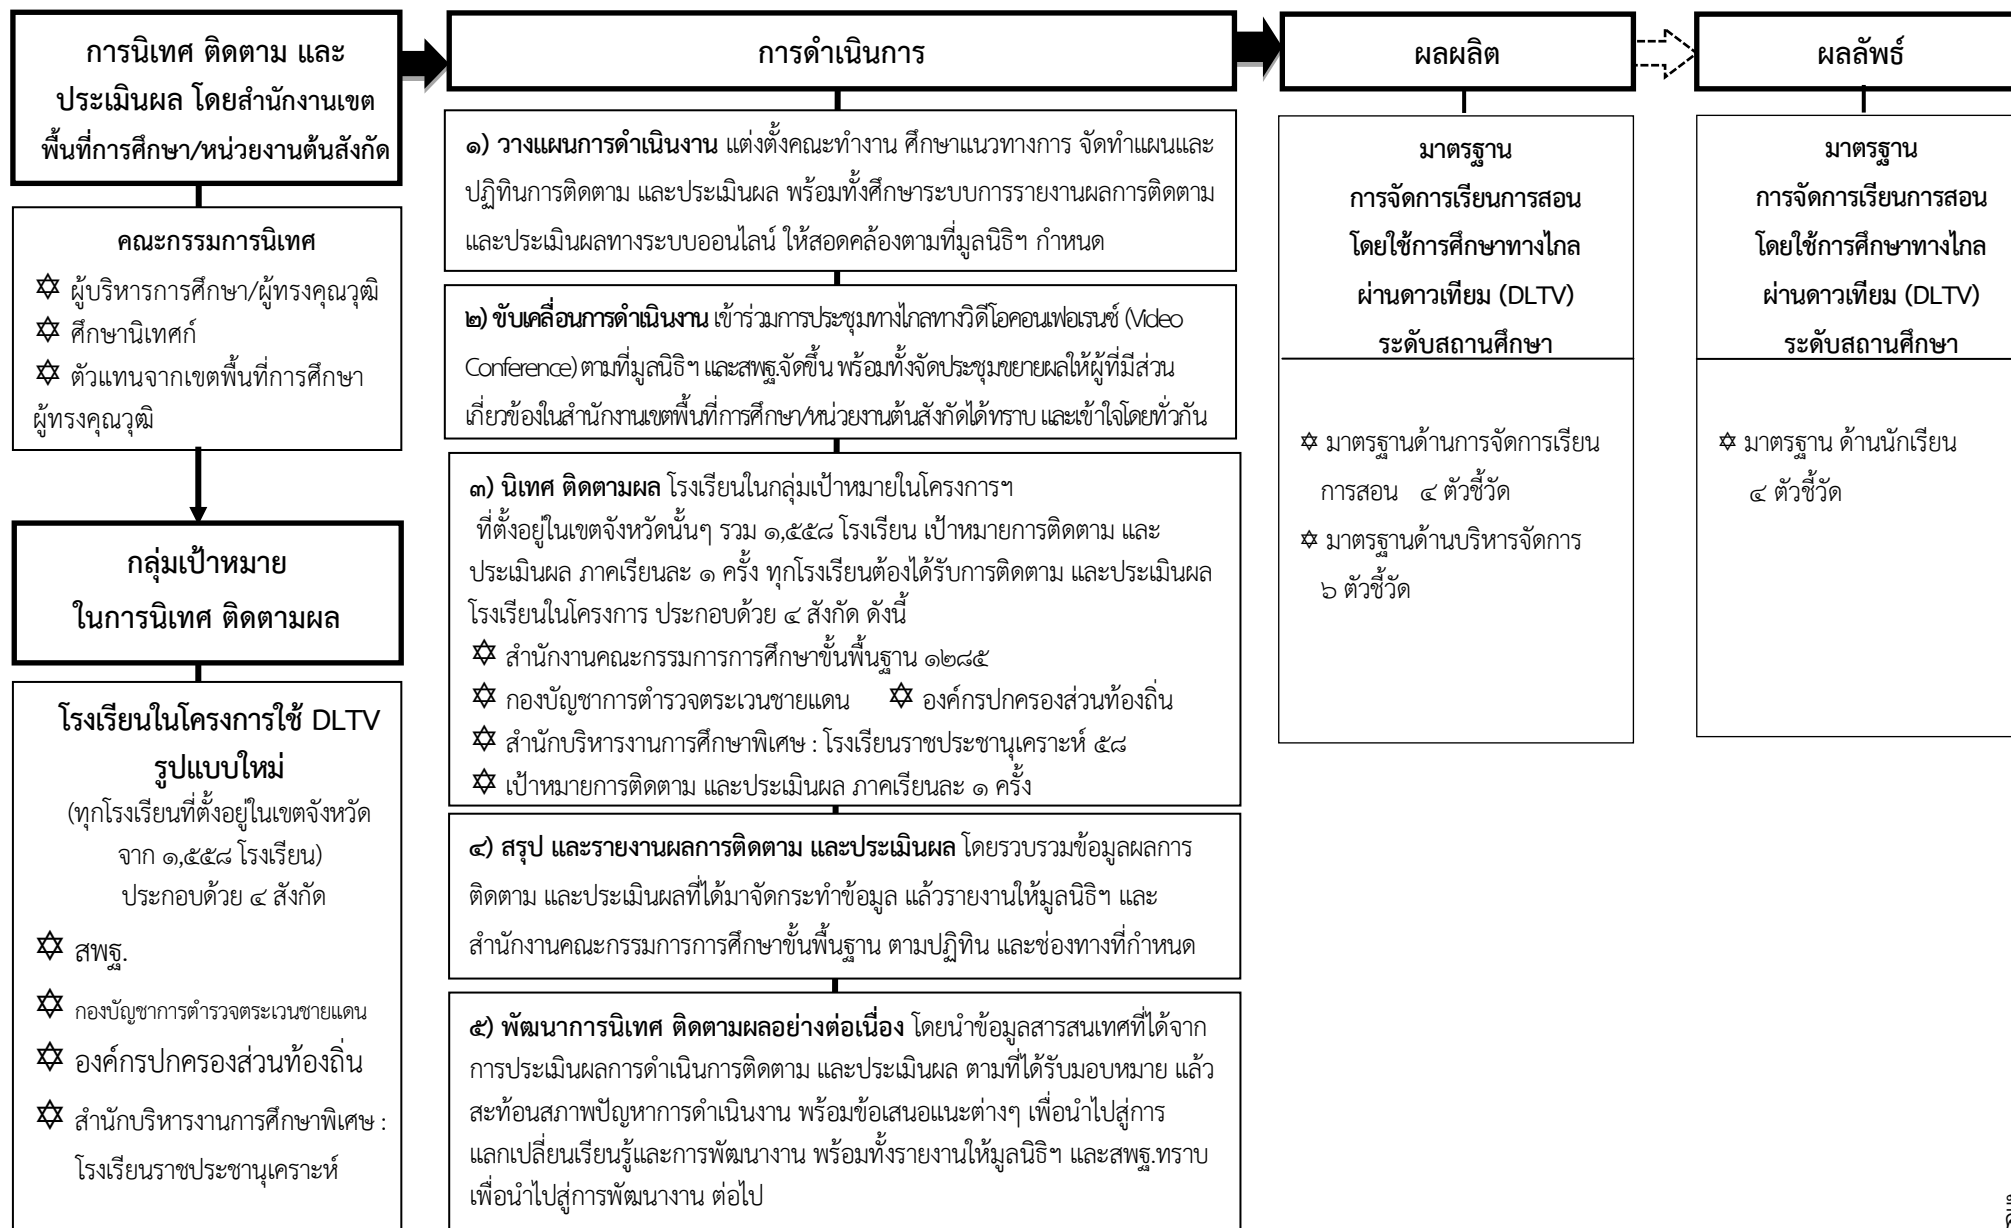 การนิเทศ ติดตาม และ
ประเมินผล โดยสำนักงานเขต
พื้นที่การศึกษา/หน่วยงานต้นสังกัด
คณะกรรมการนิเทศ
✡ ผู้บริหารการศึกษา/ผู้ทรงคุณวุฒิ
✡ ศึกษานิเทศก์
✡ ตัวแทนจากเขตพื้นที่การศึกษา
ผู้ทรงคุณวุฒิ
กลุ่มเป้าหมาย
ในการนิเทศ ติดตามผล
โรงเรียนในโครงการใช้ DLTV
รูปแบบใหม่
(ทุกโรงเรียนที่ตั้งอยู่ในเขตจังหวัด
จาก ๑,๕๕๘ โรงเรียน)
ประกอบด้วย ๔ สังกัด
✡ สพฐ.
✡ กองบัญชาการตำรวจตระเวนชายแดน
✡ องค์กรปกครองส่วนท้องถิ่น
✡ สำนักบริหารงานการศึกษาพิเศษ :
โรงเรียนราชประชานุเคราะห์
การดำเนินการ
๑) วางแผนการดำเนินงาน แต่งตั้งคณะทำงาน ศึกษาแนวทางการ จัดทำแผนและ
ปฏิทินการติดตาม และประเมินผล พร้อมทั้งศึกษาระบบการรายงานผลการติดตาม
และประเมินผลทางระบบออนไลน์ ให้สอดคล้องตามที่มูลนิธิฯ กำหนด
๒) ขับเคลื่อนการดำเนินงาน เข้าร่วมการประชุมทางไกลทางวิดีโอคอนเฟอเรนซ์ (Video
Conference) ตามที่มูลนิธิฯ และสพฐ.จัดขึ้น พร้อมทั้งจัดประชุมขยายผลให้ผู้ที่มีส่วน
เกี่ยวข้องในสำนักงานเขตพื้นที่การศึกษา/หน่วยงานต้นสังกัดได้ทราบ และเข้าใจโดยทั่วกัน
๓) นิเทศ ติดตามผล โรงเรียนในกลุ่มเป้าหมายในโครงการฯ
ที่ตั้งอยู่ในเขตจังหวัดนั้นๆ รวม ๑,๕๕๘ โรงเรียน เป้าหมายการติดตาม และ
ประเมินผล ภาคเรียนละ ๑ ครั้ง ทุกโรงเรียนต้องได้รับการติดตาม และประเมินผล
โรงเรียนในโครงการ ประกอบด้วย ๔ สังกัด ดังนี้
✡ สำนักงานคณะกรรมการการศึกษาขั้นพื้นฐาน ๑๒๘๕
✡ กองบัญชาการตำรวจตระเวนชายแดน ✡ องค์กรปกครองส่วนท้องถิ่น
✡ สำนักบริหารงานการศึกษาพิเศษ : โรงเรียนราชประชานุเคราะห์ ๕๘
✡ เป้าหมายการติดตาม และประเมินผล ภาคเรียนละ ๑ ครั้ง
๔) สรุป และรายงานผลการติดตาม และประเมินผล โดยรวบรวมข้อมูลผลการ
ติดตาม และประเมินผลที่ได้มาจัดกระทำข้อมูล แล้วรายงานให้มูลนิธิฯ และ
สำนักงานคณะกรรมการการศึกษาขั้นพื้นฐาน ตามปฏิทิน และช่องทางที่กำหนด
๕) พัฒนาการนิเทศ ติดตามผลอย่างต่อเนื่อง โดยนำข้อมูลสารสนเทศที่ได้จาก
การประเมินผลการดำเนินการติดตาม และประเมินผล ตามที่ได้รับมอบหมาย แล้ว
สะท้อนสภาพปัญหาการดำเนินงาน พร้อมข้อเสนอแนะต่างๆ เพื่อนำไปสู่การ
แลกเปลี่ยนเรียนรู้และการพัฒนางาน พร้อมทั้งรายงานให้มูลนิธิฯ และสพฐ.ทราบ
เพื่อนำไปสู่การพัฒนางาน ต่อไป
ผลผลิต
มาตรฐาน
การจัดการเรียนการสอน
โดยใช้การศึกษาทางไกล
ผ่านดาวเทียม (DLTV)
ระดับสถานศึกษา
✡ มาตรฐานด้านการจัดการเรียน
การสอน ๔ ตัวชี้วัด
✡ มาตรฐานด้านบริหารจัดการ
๖ ตัวชี้วัด
ผลลัพธ์
มาตรฐาน
การจัดการเรียนการสอน
โดยใช้การศึกษาทางไกล
ผ่านดาวเทียม (DLTV)
ระดับสถานศึกษา
✡ มาตรฐาน ด้านนักเรียน
๔ ตัวชี้วัด